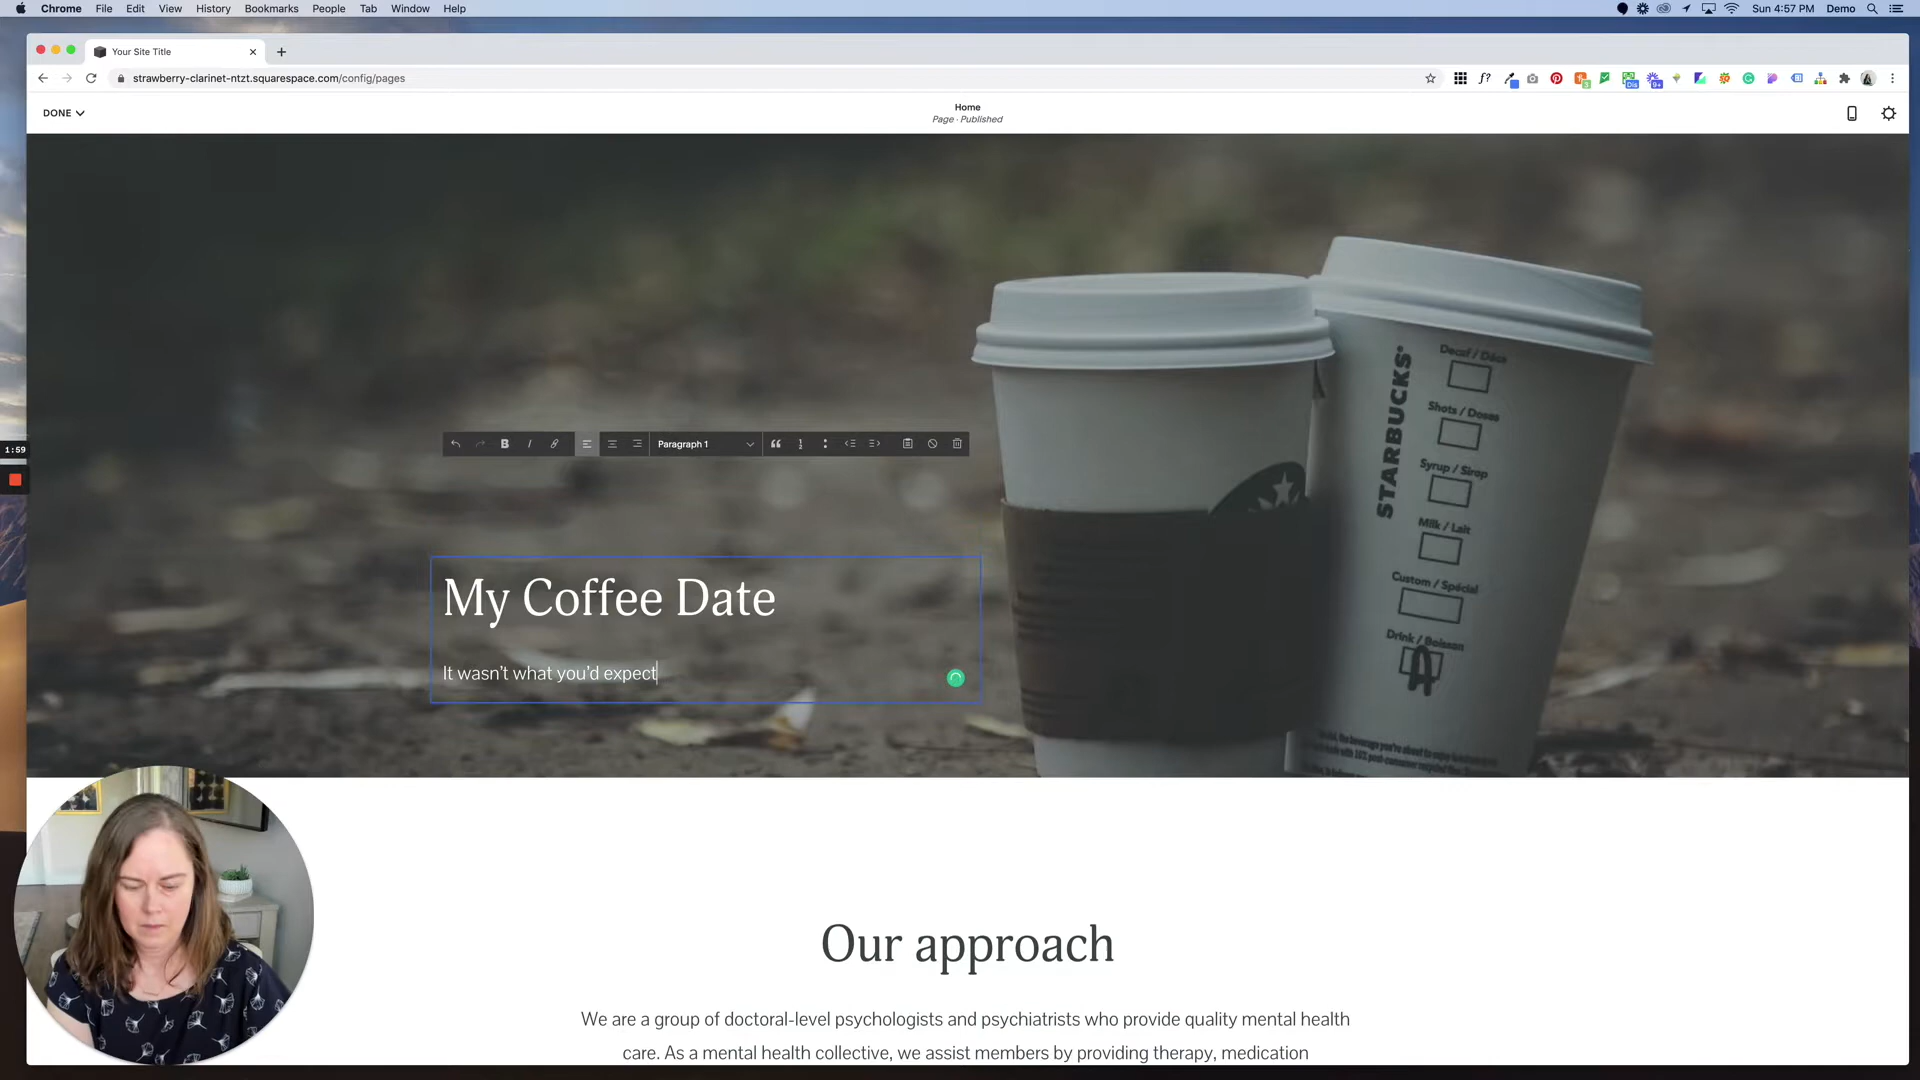 Chrome File Edit View History Bookmarks People Tab Window Help
Sun 4:57 PM Demo
Your Site Title
strawberry-clarinet-ntzt.squarespace.com/config/pages
DONE
Home
Page · Published
1:59
Paragraph 1
My Coffee Date
It wasn't what you'd expect
STARBUCKS
Decaf / Déca
Shots / Doses
Syrup / Sirop
Milk / Lait
Custom / Spécial
Drink / Boisson
Our approach
We are a group of doctoral-level psychologists and psychiatrists who provide quality mental health
care. As a mental health collective, we assist members by providing therapy, medication